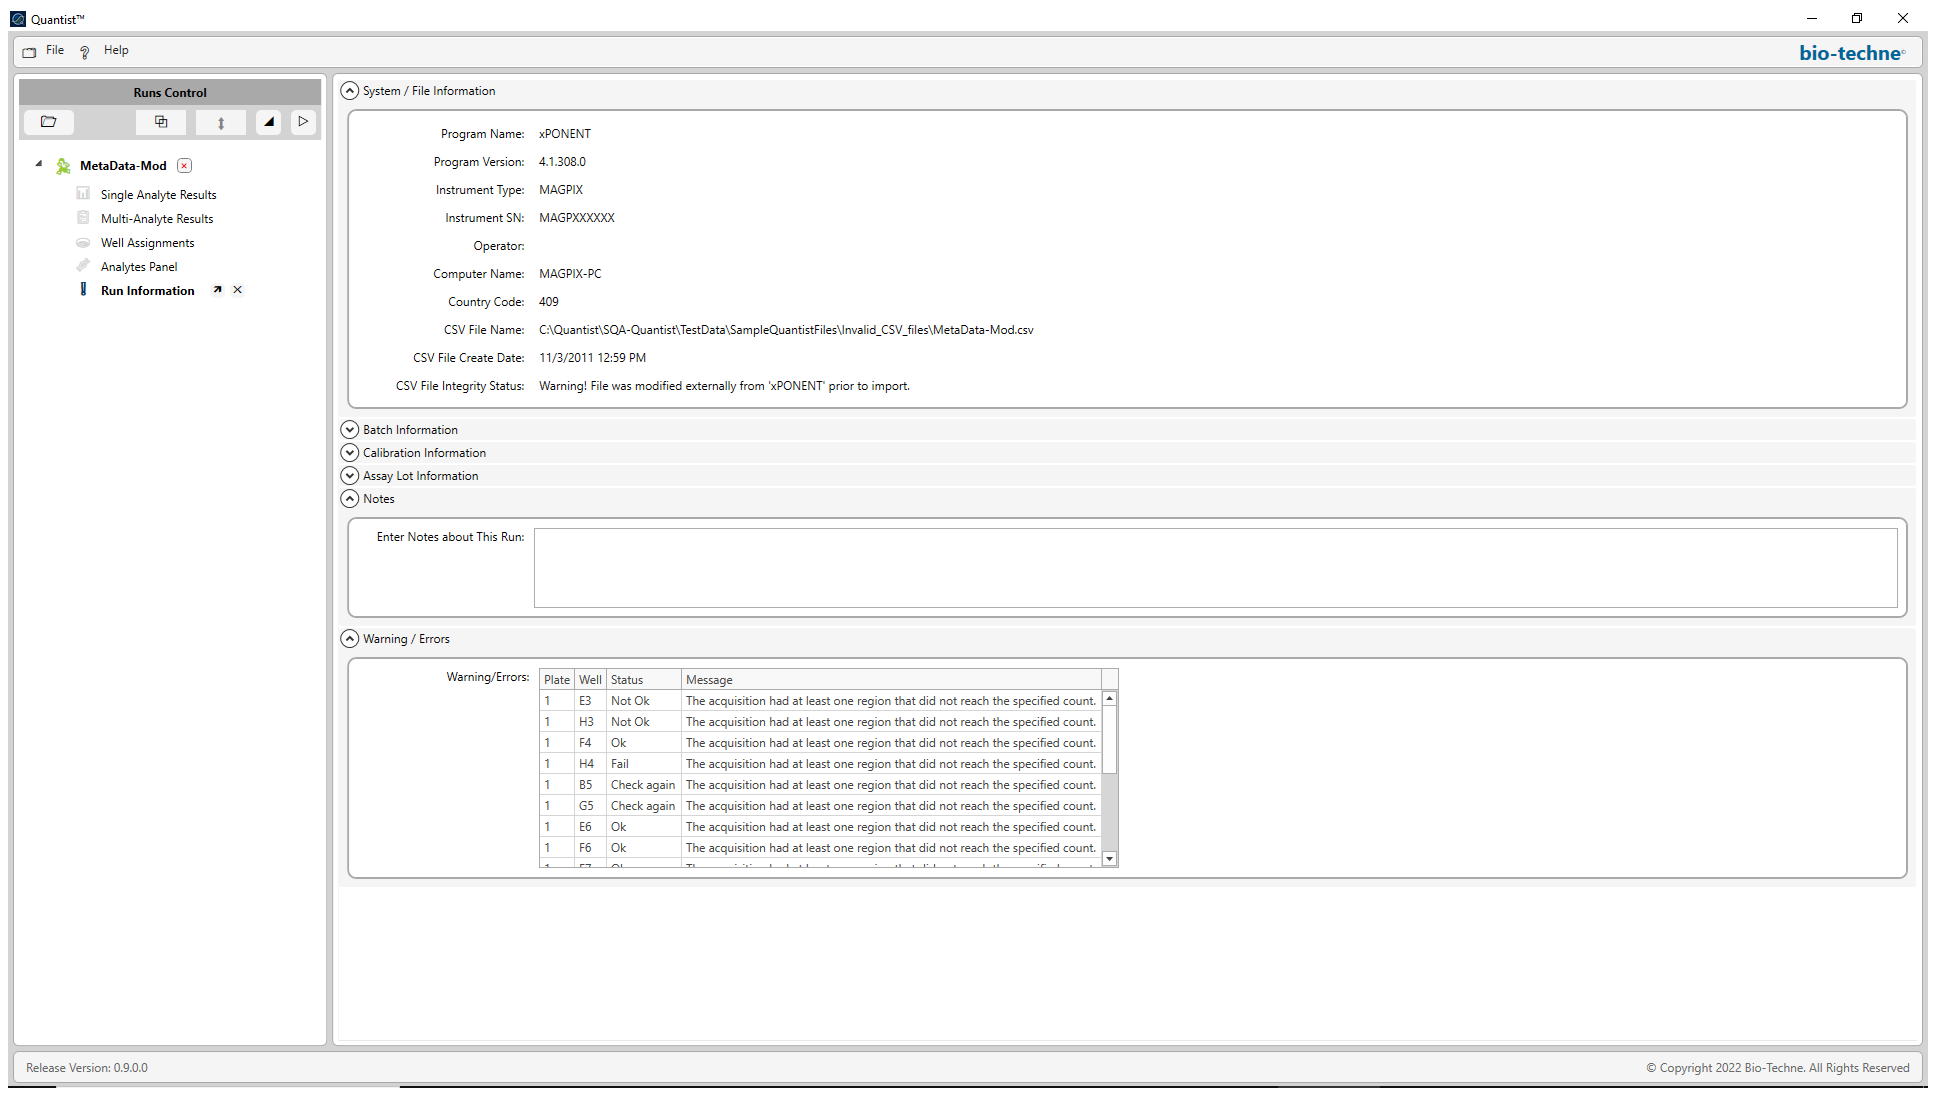 Quantist™
File Help
bio-techne
Runs Control
MetaData-Mod
Single Analyte Results
Multi-Analyte Results
Well Assignments
Analytes Panel
Run Information
System / File Information
Program Name: xPONENT
Program Version: 4.1.308.0
Instrument Type: MAGPIX
Instrument SN: MAGPXXXXXX
Operator:
Computer Name: MAGPIX-PC
Country Code: 409
CSV File Name: C:\Quantist\SQA-Quantist\TestData\SampleQuantistFiles\Invalid_CSV_files\MetaData-Mod.csv
CSV File Create Date: 11/3/2011 12:59 PM
CSV File Integrity Status: Warning! File was modified externally from 'xPONENT' prior to import.
Batch Information
Calibration Information
Assay Lot Information
Notes
Enter Notes about This Run:
Warning / Errors
Warning/Errors:
Plate Well Status Message
1 E3 Not Ok The acquisition had at least one region that did not reach the specified count.
1 H3 Not Ok The acquisition had at least one region that did not reach the specified count.
1 F4 Ok The acquisition had at least one region that did not reach the specified count.
1 H4 Fail The acquisition had at least one region that did not reach the specified count.
1 B5 Check again The acquisition had at least one region that did not reach the specified count.
1 G5 Check again The acquisition had at least one region that did not reach the specified count.
1 E6 Ok The acquisition had at least one region that did not reach the specified count.
1 F6 Ok The acquisition had at least one region that did not reach the specified count.
Release Version: 0.9.0.0
© Copyright 2022 Bio-Techne. All Rights Reserved